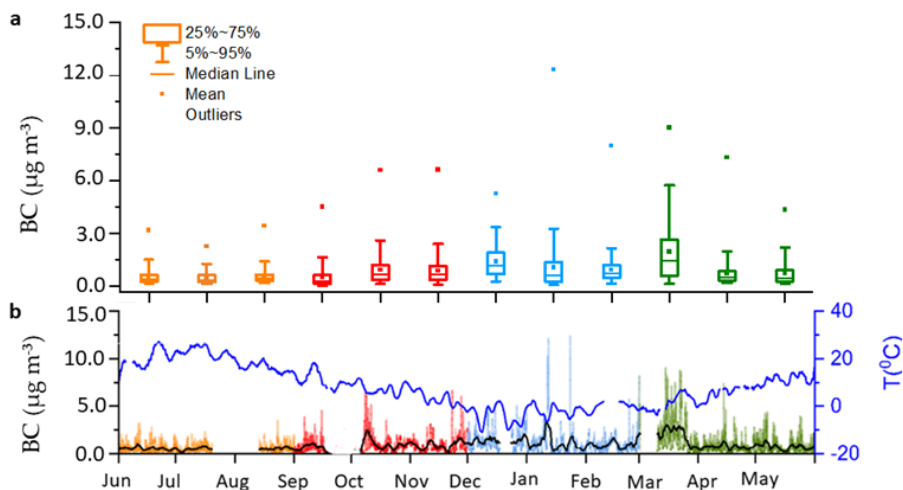 a
15.0
12.0
9.0
6.0
3.0
0.0
BC (μg m⁻³)
25%~75%
5%~95%
Median Line
Mean
Outliers
b
15.0
10.0
5.0
0.0
BC (μg m⁻³)
40
20
0
-20
T(⁰C)
Jun Jul Aug Sep Oct Nov Dec Jan Feb Mar Apr May